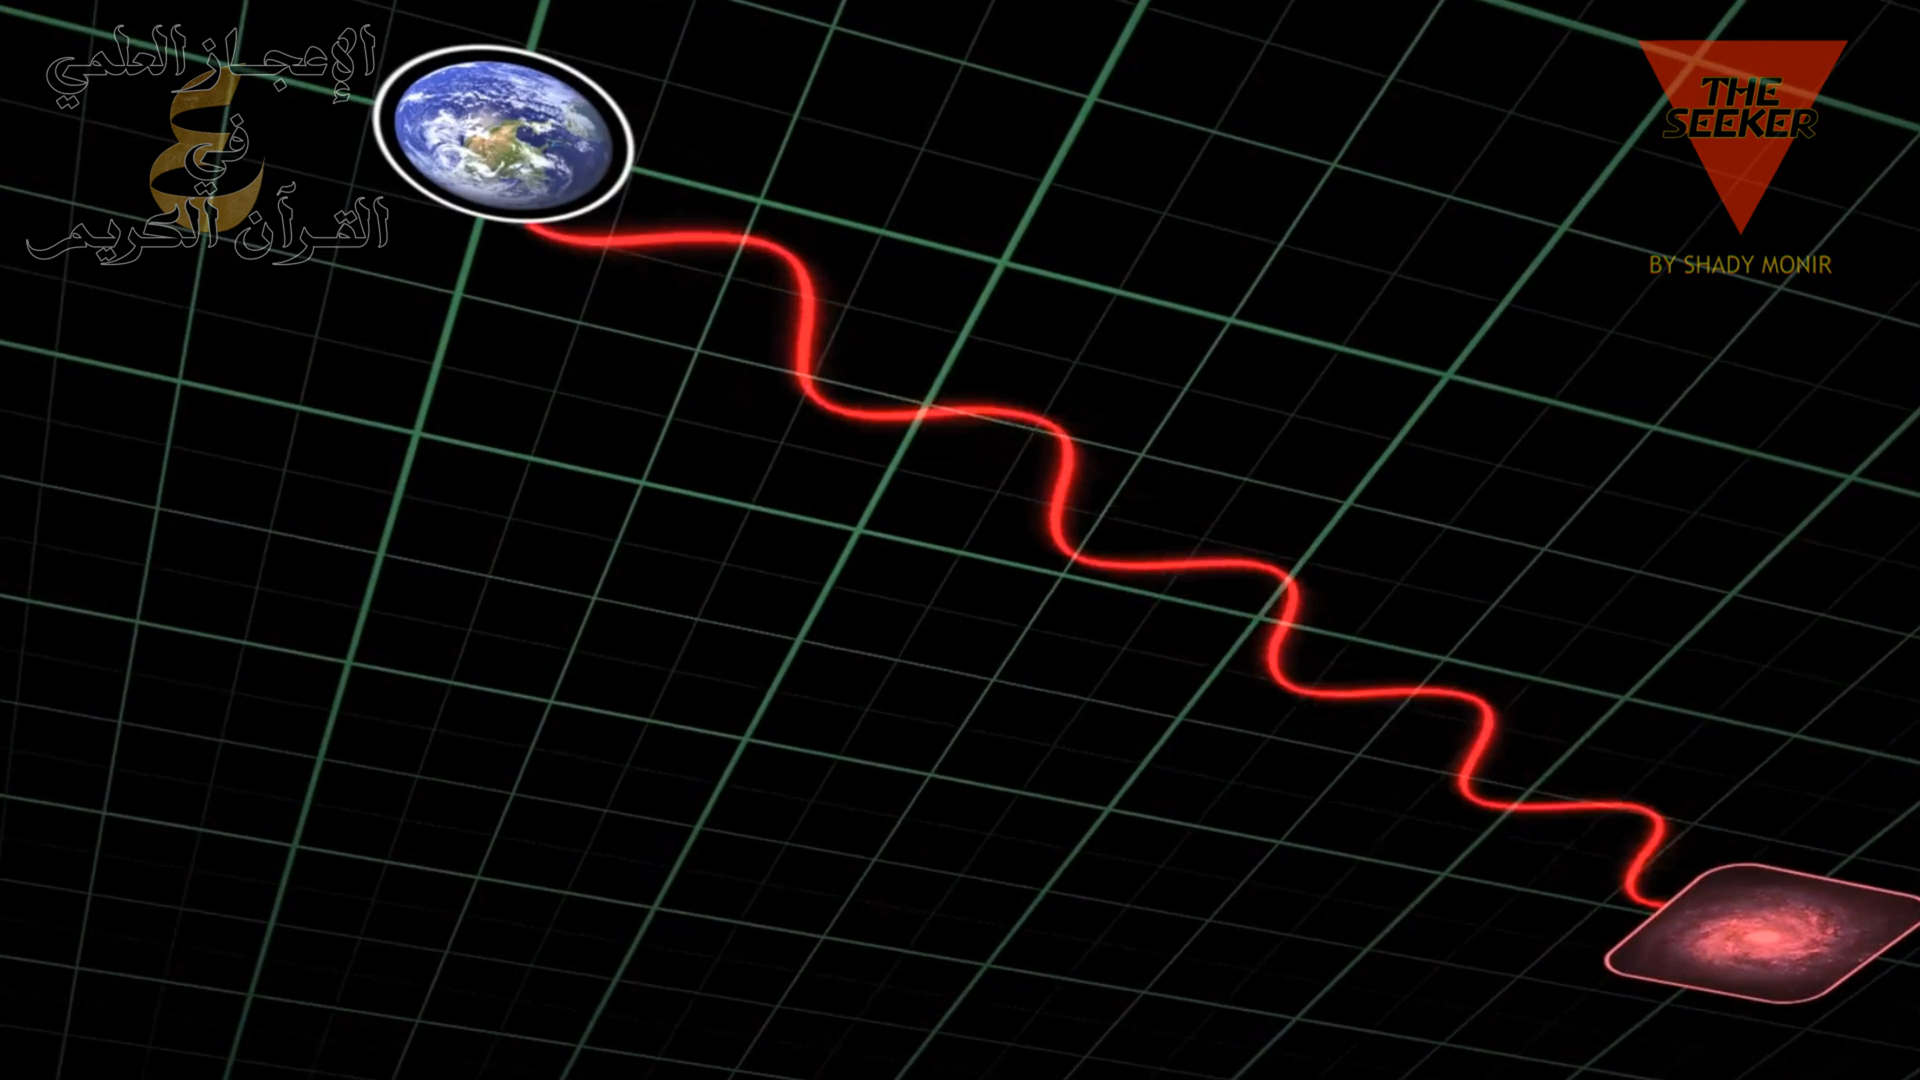 الإعجاز العلمي
في
القرآن الكريم
THE
SEEKER
BY SHADY MONIR